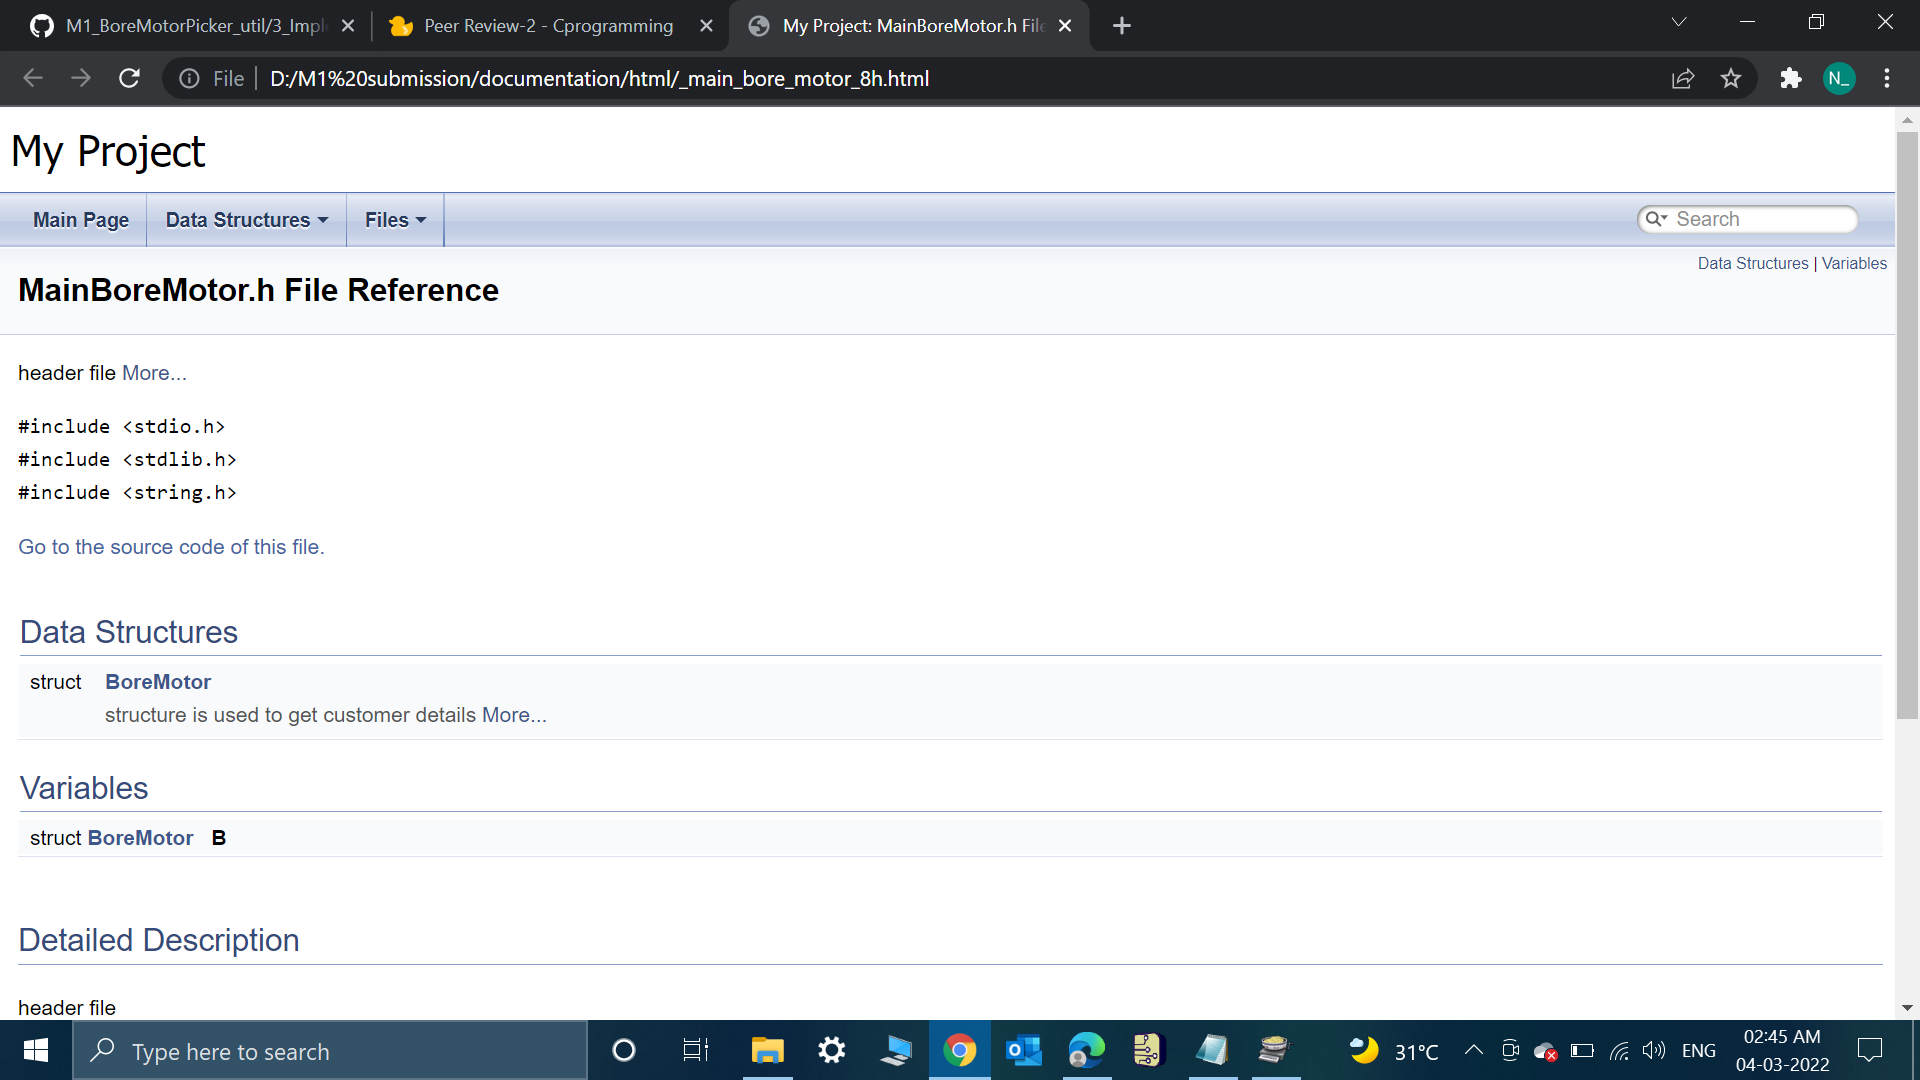 M1_BoreMotorPicker_util/3_Imple
Peer Review-2 - Cprogramming
My Project: MainBoreMotor.h File
File
D:/M1%20submission/documentation/html/_main_bore_motor_8h.html
N_
My Project
Main Page
Data Structures
Files
Search
Data Structures | Variables
MainBoreMotor.h File Reference
header file More...
#include <stdio.h>
#include <stdlib.h>
#include <string.h>
Go to the source code of this file.
Data Structures
struct BoreMotor
structure is used to get customer details More...
Variables
struct BoreMotor B
Detailed Description
header file
Type here to search
31°C
ENG
02:45 AM
04-03-2022